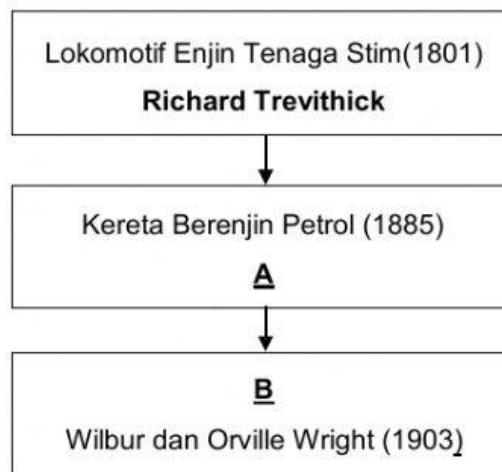 Lokomotif Enjin Tenaga Stim(1801)
Richard Trevithick
Kereta Berenjin Petrol (1885)
A
B
Wilbur dan Orville Wright (1903)